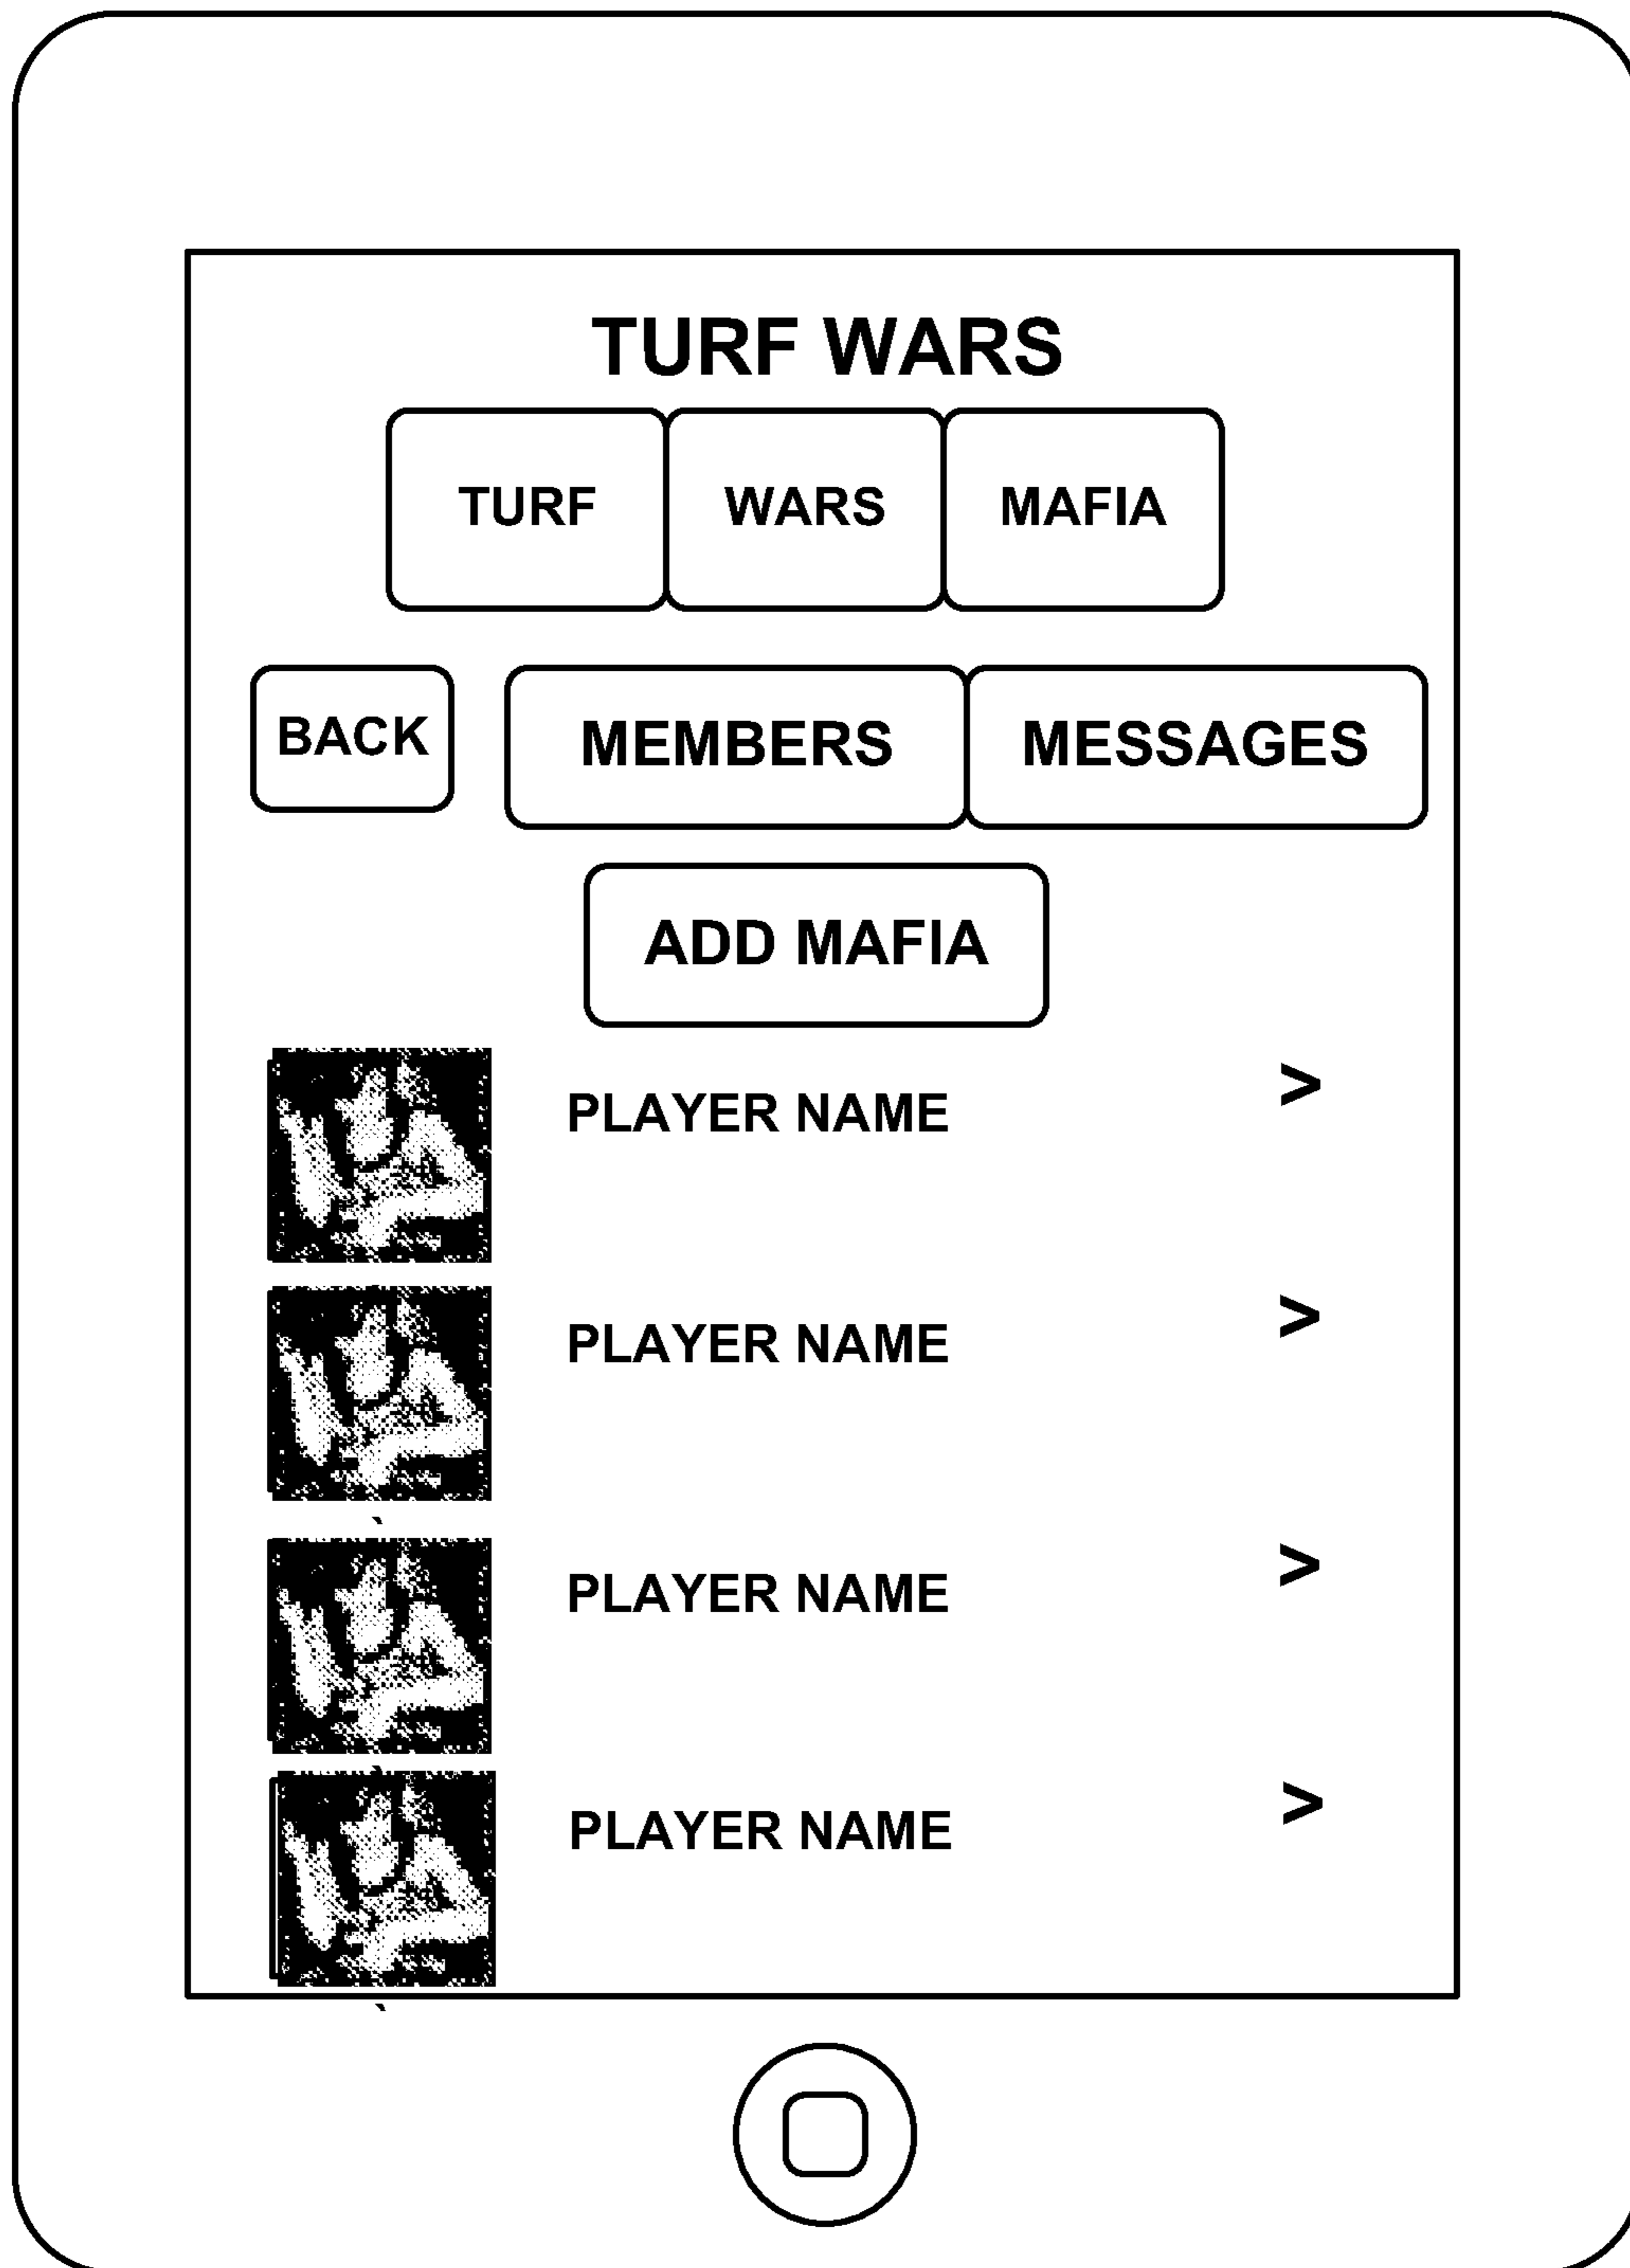 TURF WARS
TURF WARS MAFIA
BACK MEMBERS MESSAGES
ADD MAFIA
PLAYER NAME >
PLAYER NAME >
PLAYER NAME >
PLAYER NAME >